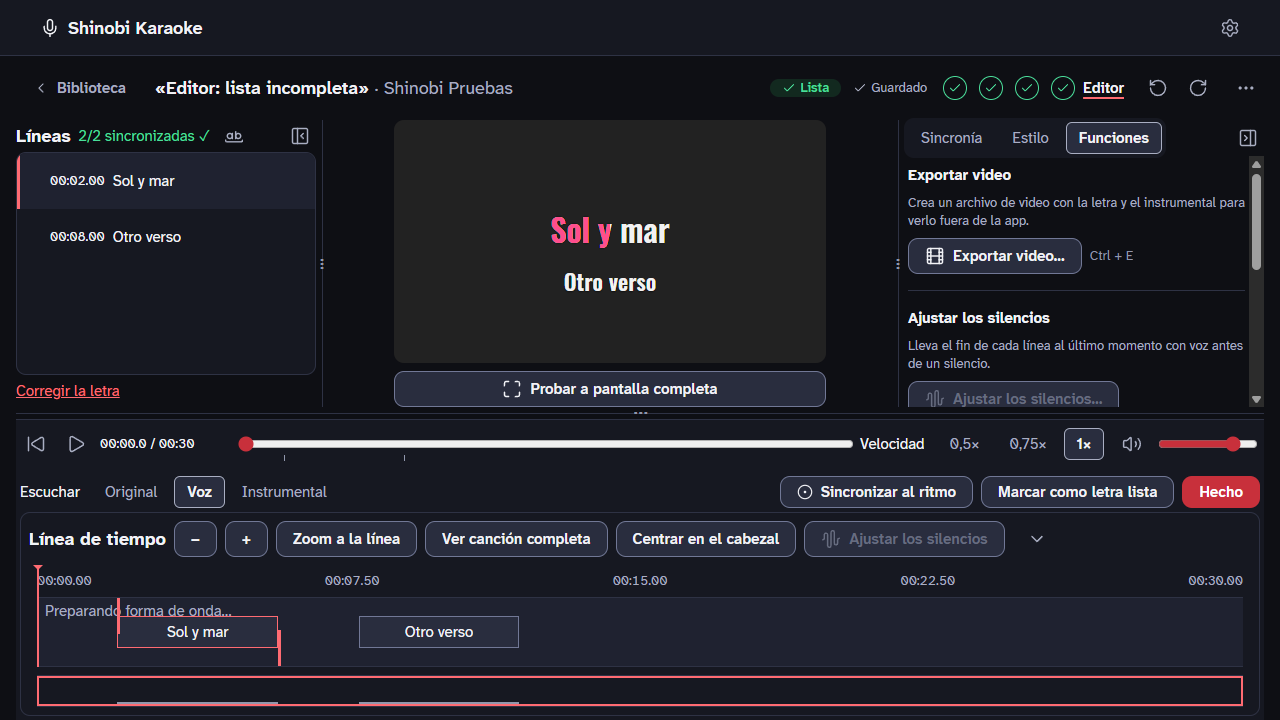 Shinobi Karaoke
Biblioteca
«Editor: lista incompleta» · Shinobi Pruebas
Lista
Guardado
Editor
Líneas 2/2 sincronizadas ✓ ab
00:02.00 Sol y mar
00:08.00 Otro verso
Corregir la letra
Sol y mar
Otro verso
Probar a pantalla completa
Sincronía Estilo Funciones
Exportar video
Crea un archivo de video con la letra y el instrumental para
verlo fuera de la app.
Exportar video... Ctrl + E
Ajustar los silencios
Lleva el fin de cada línea al último momento con voz antes
de un silencio.
Ajustar los silencios...
00:00.0 / 00:30
Velocidad 0,5× 0,75× 1×
Escuchar Original Voz Instrumental
Sincronizar al ritmo Marcar como letra lista Hecho
Línea de tiempo − + Zoom a la línea Ver canción completa Centrar en el cabezal Ajustar los silencios
00:00.00 00:07.50 00:15.00 00:22.50 00:30.00
Preparando forma de onda...
Sol y mar Otro verso